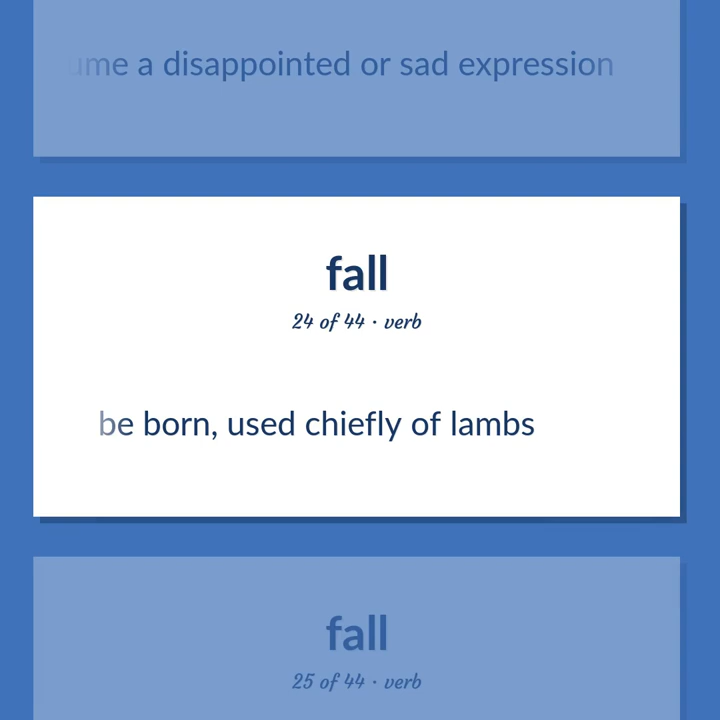 ume a disappointed or sad expression
fall
24 of 44 · verb
be born, used chiefly of lambs
fall
25 of 44 · verb